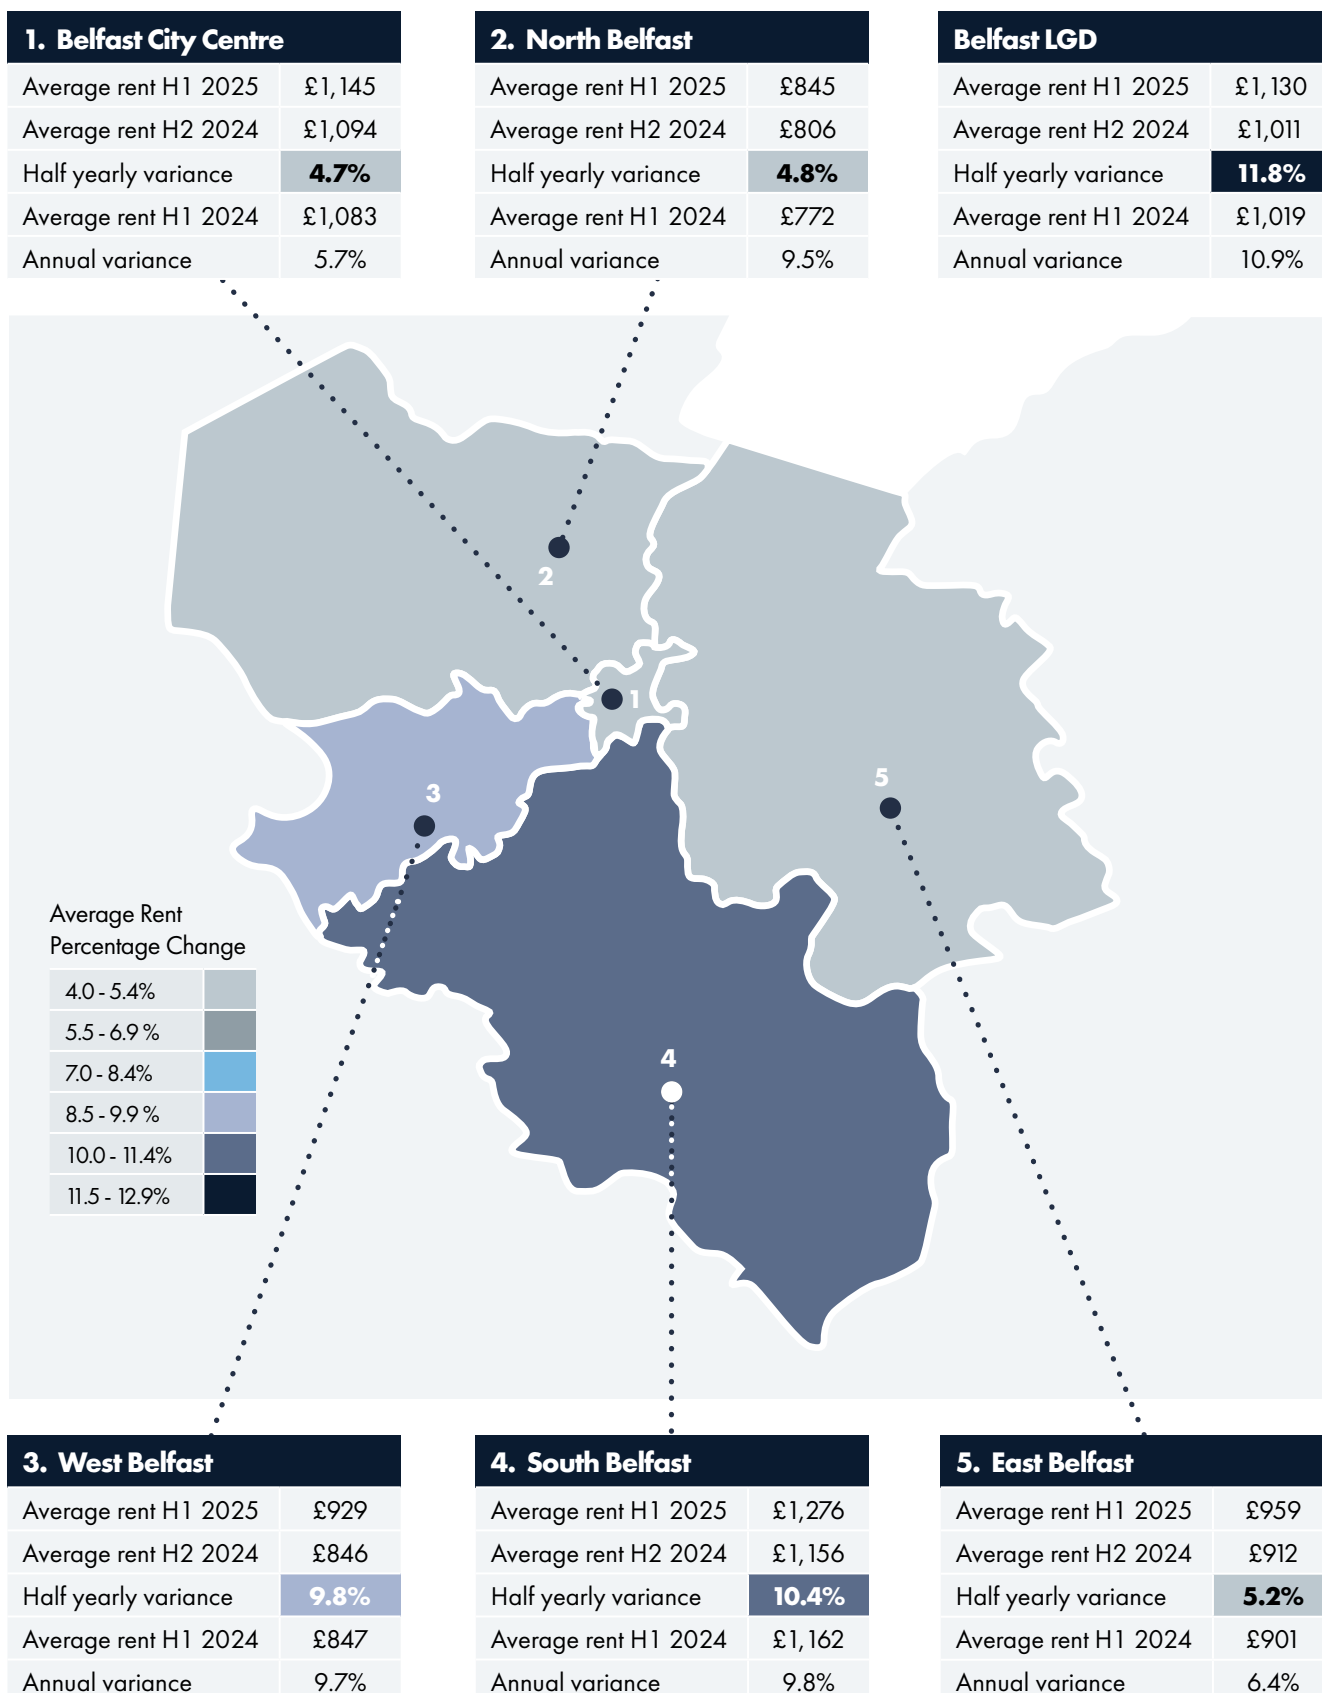 1. Belfast City Centre
Average rent H1 2025 £1,145
Average rent H2 2024 £1,094
Half yearly variance 4.7%
Average rent H1 2024 £1,083
Annual variance 5.7%
2. North Belfast
Average rent H1 2025 £845
Average rent H2 2024 £806
Half yearly variance 4.8%
Average rent H1 2024 £772
Annual variance 9.5%
Belfast LGD
Average rent H1 2025 £1,130
Average rent H2 2024 £1,011
Half yearly variance 11.8%
Average rent H1 2024 £1,019
Annual variance 10.9%
2
1
5
3
4
Average Rent
Percentage Change
4.0 - 5.4%
5.5 - 6.9 %
7.0 - 8.4%
8.5 - 9.9 %
10.0 - 11.4%
11.5 - 12.9%
3. West Belfast
Average rent H1 2025 £929
Average rent H2 2024 £846
Half yearly variance 9.8%
Average rent H1 2024 £847
Annual variance 9.7%
4. South Belfast
Average rent H1 2025 £1,276
Average rent H2 2024 £1,156
Half yearly variance 10.4%
Average rent H1 2024 £1,162
Annual variance 9.8%
5. East Belfast
Average rent H1 2025 £959
Average rent H2 2024 £912
Half yearly variance 5.2%
Average rent H1 2024 £901
Annual variance 6.4%